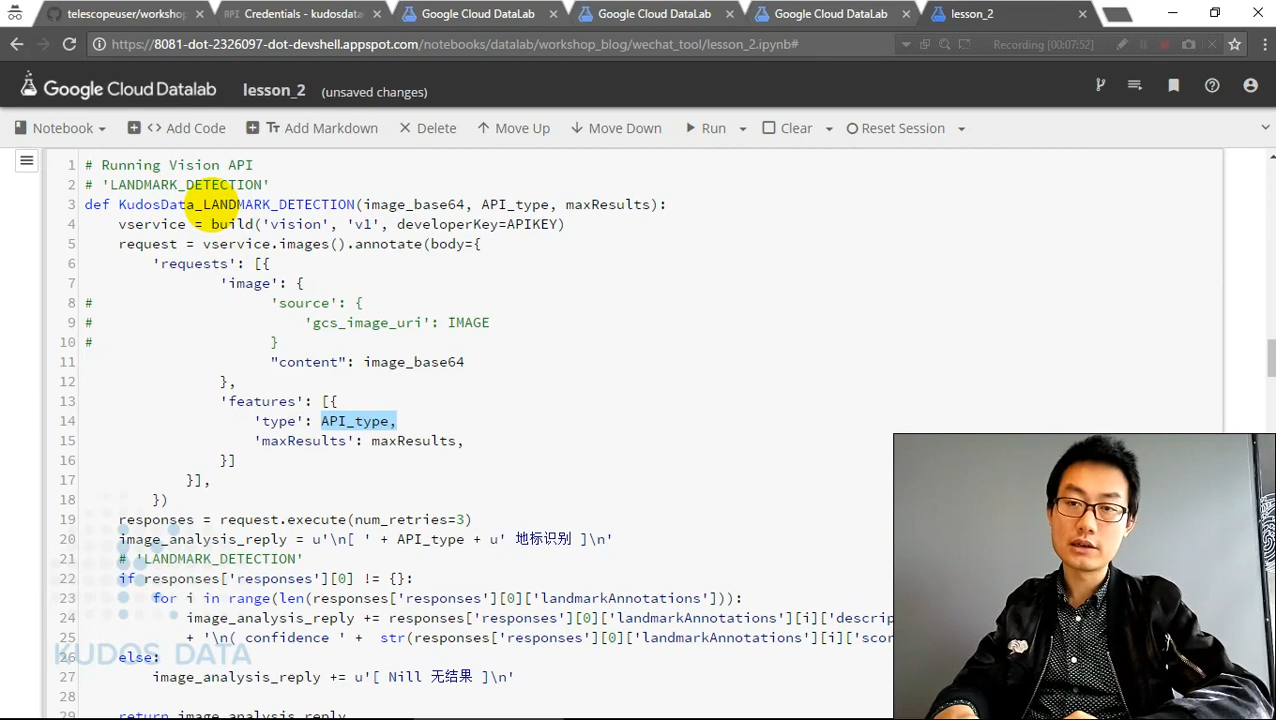 telescopeuser/workshop
API Credentials - kudosdata
Google Cloud DataLab
Google Cloud DataLab
Google Cloud DataLab
lesson_2
https://8081-dot-2326097-dot-devshell.appspot.com/notebooks/datalab/workshop_blog/wechat_tool/lesson_2.ipynb#
Recording [00:07:52]
Google Cloud Datalab
lesson_2
(unsaved changes)
Notebook
<> Add Code
Tт Add Markdown
Delete
Move Up
Move Down
Run
Clear
Reset Session
1 # Running Vision API
2 # 'LANDMARK_DETECTION'
3 def KudosData_LANDMARK_DETECTION(image_base64, API_type, maxResults):
4 vservice = build('vision', 'v1', developerKey=APIKEY)
5 request = vservice.images().annotate(body={
6 'requests': [{
7 'image': {
8 # 'source': {
9 # 'gcs_image_uri': IMAGE
10 # }
11 "content": image_base64
12 },
13 'features': [{
14 'type': API_type,
15 'maxResults': maxResults,
16 }]
17 }],
18 })
19 responses = request.execute(num_retries=3)
20 image_analysis_reply = u'\n[ ' + API_type + u' 地标识别 ]\n'
21 # 'LANDMARK_DETECTION'
22 if responses['responses'][0] != {}:
23 for i in range(len(responses['responses'][0]['landmarkAnnotations'])):
24 image_analysis_reply += responses['responses'][0]['landmarkAnnotations'][i]['descrip
25 + '\n( confidence ' + str(responses['responses'][0]['landmarkAnnotations'][i]['scor
26 else:
27 image_analysis_reply += u'[ Nill 无结果 ]\n'
28
29 return image_analysis_reply
KUDOS DATA